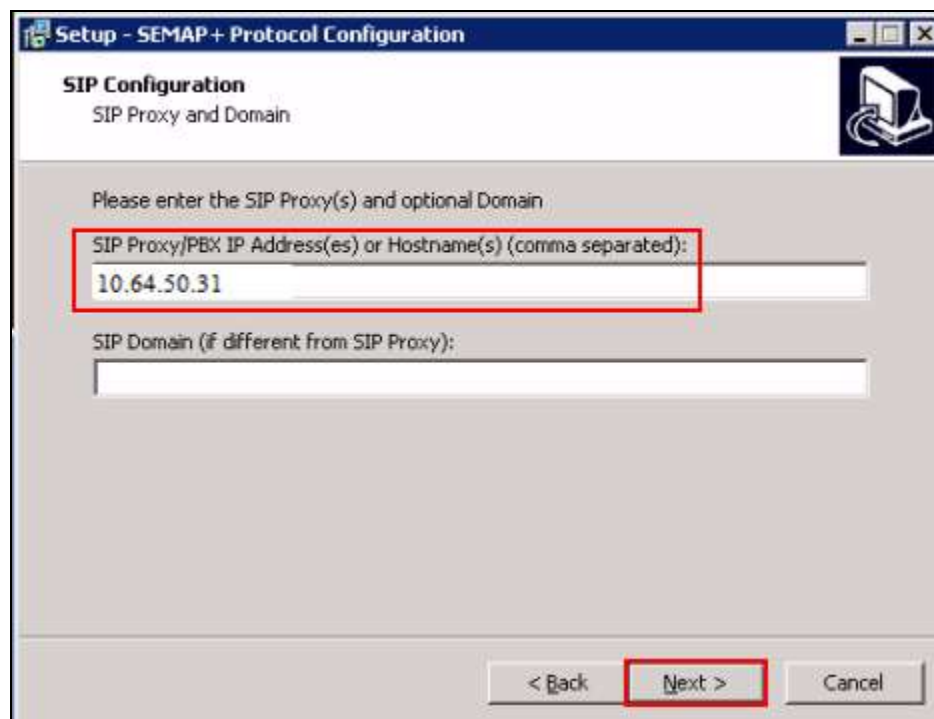 Setup - SEMAP+ Protocol Configuration
SIP Configuration
SIP Proxy and Domain
Please enter the SIP Proxy(s) and optional Domain
SIP Proxy/PBX IP Address(es) or Hostname(s) (comma separated):
10.64.50.31
SIP Domain (if different from SIP Proxy):
< Back Next > Cancel